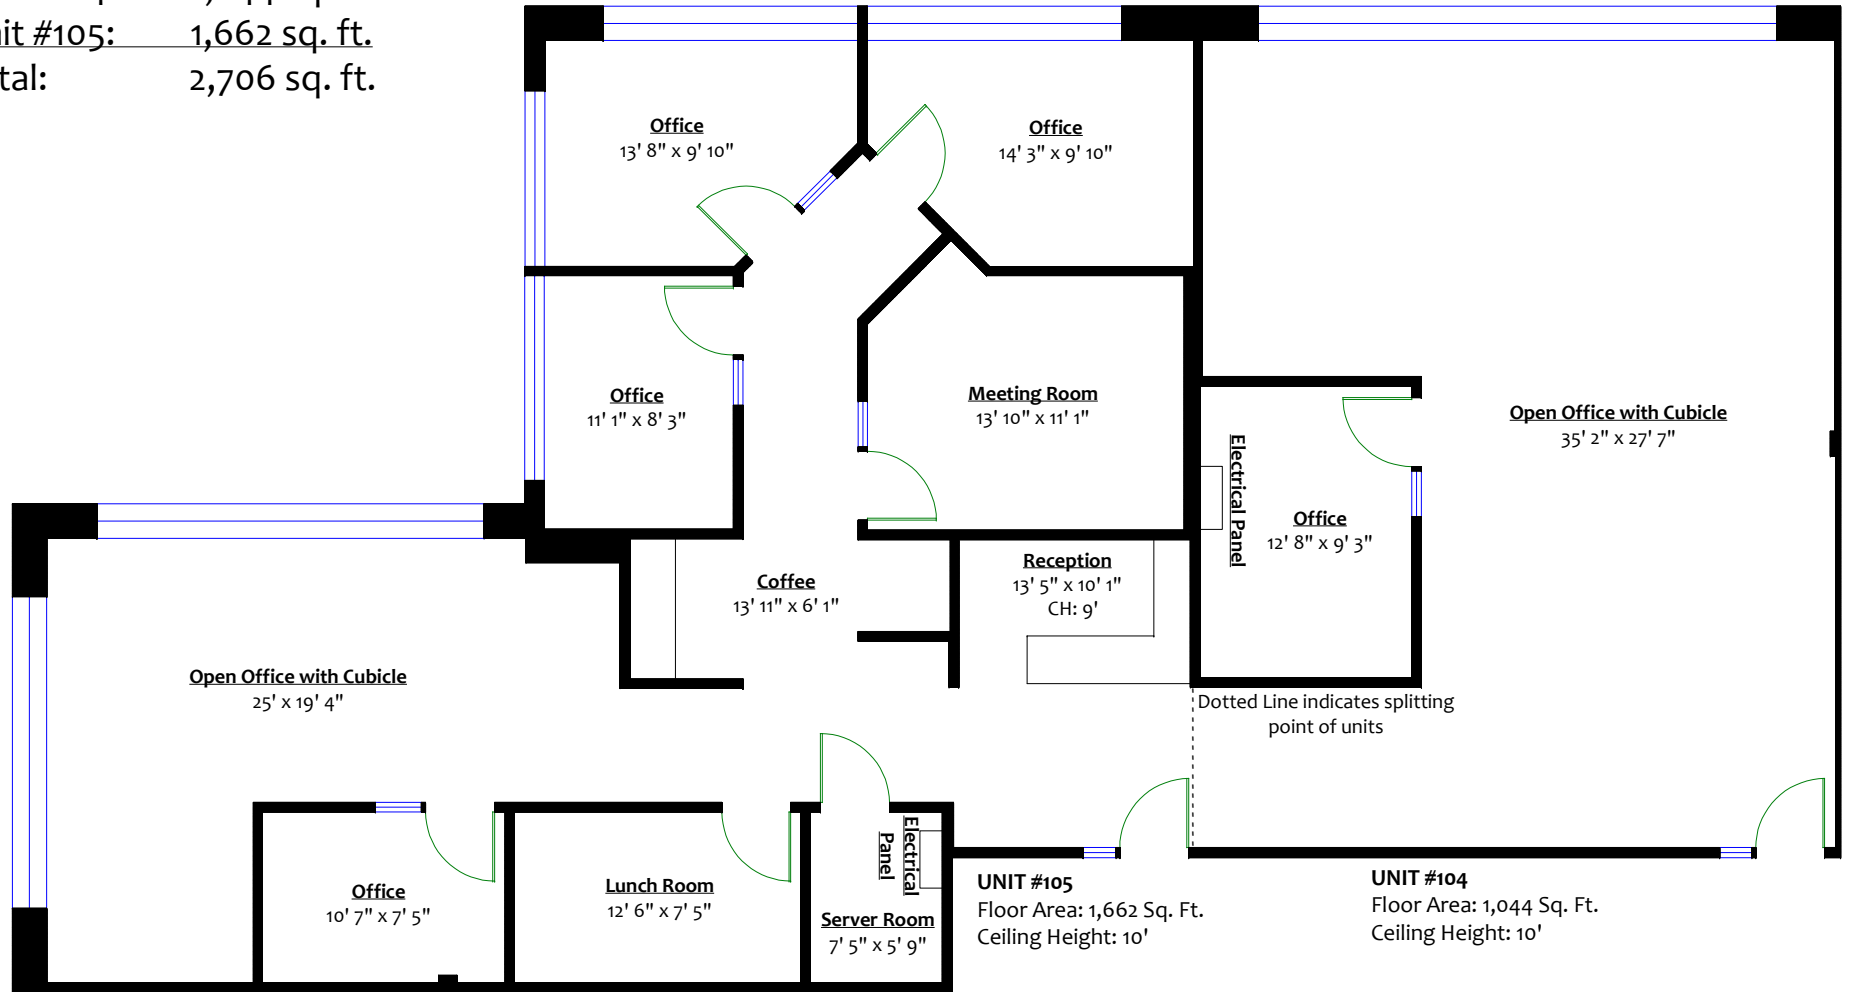 it #105: 1,662 sq. ft.
tal: 2,706 sq. ft.
Office
13' 8" x 9' 10"
Office
14' 3" x 9' 10"
Office
11' 1" x 8' 3"
Meeting Room
13' 10" x 11' 1"
Open Office with Cubicle
35' 2" x 27' 7"
Electrical Panel
Office
12' 8" x 9' 3"
Coffee
13' 11" x 6' 1"
Reception
13' 5" x 10' 1"
CH: 9'
Open Office with Cubicle
25' x 19' 4"
Dotted Line indicates splitting
point of units
Office
10' 7" x 7' 5"
Lunch Room
12' 6" x 7' 5"
Electrical
Panel
Server Room
7' 5" x 5' 9"
UNIT #105
Floor Area: 1,662 Sq. Ft.
Ceiling Height: 10'
UNIT #104
Floor Area: 1,044 Sq. Ft.
Ceiling Height: 10'